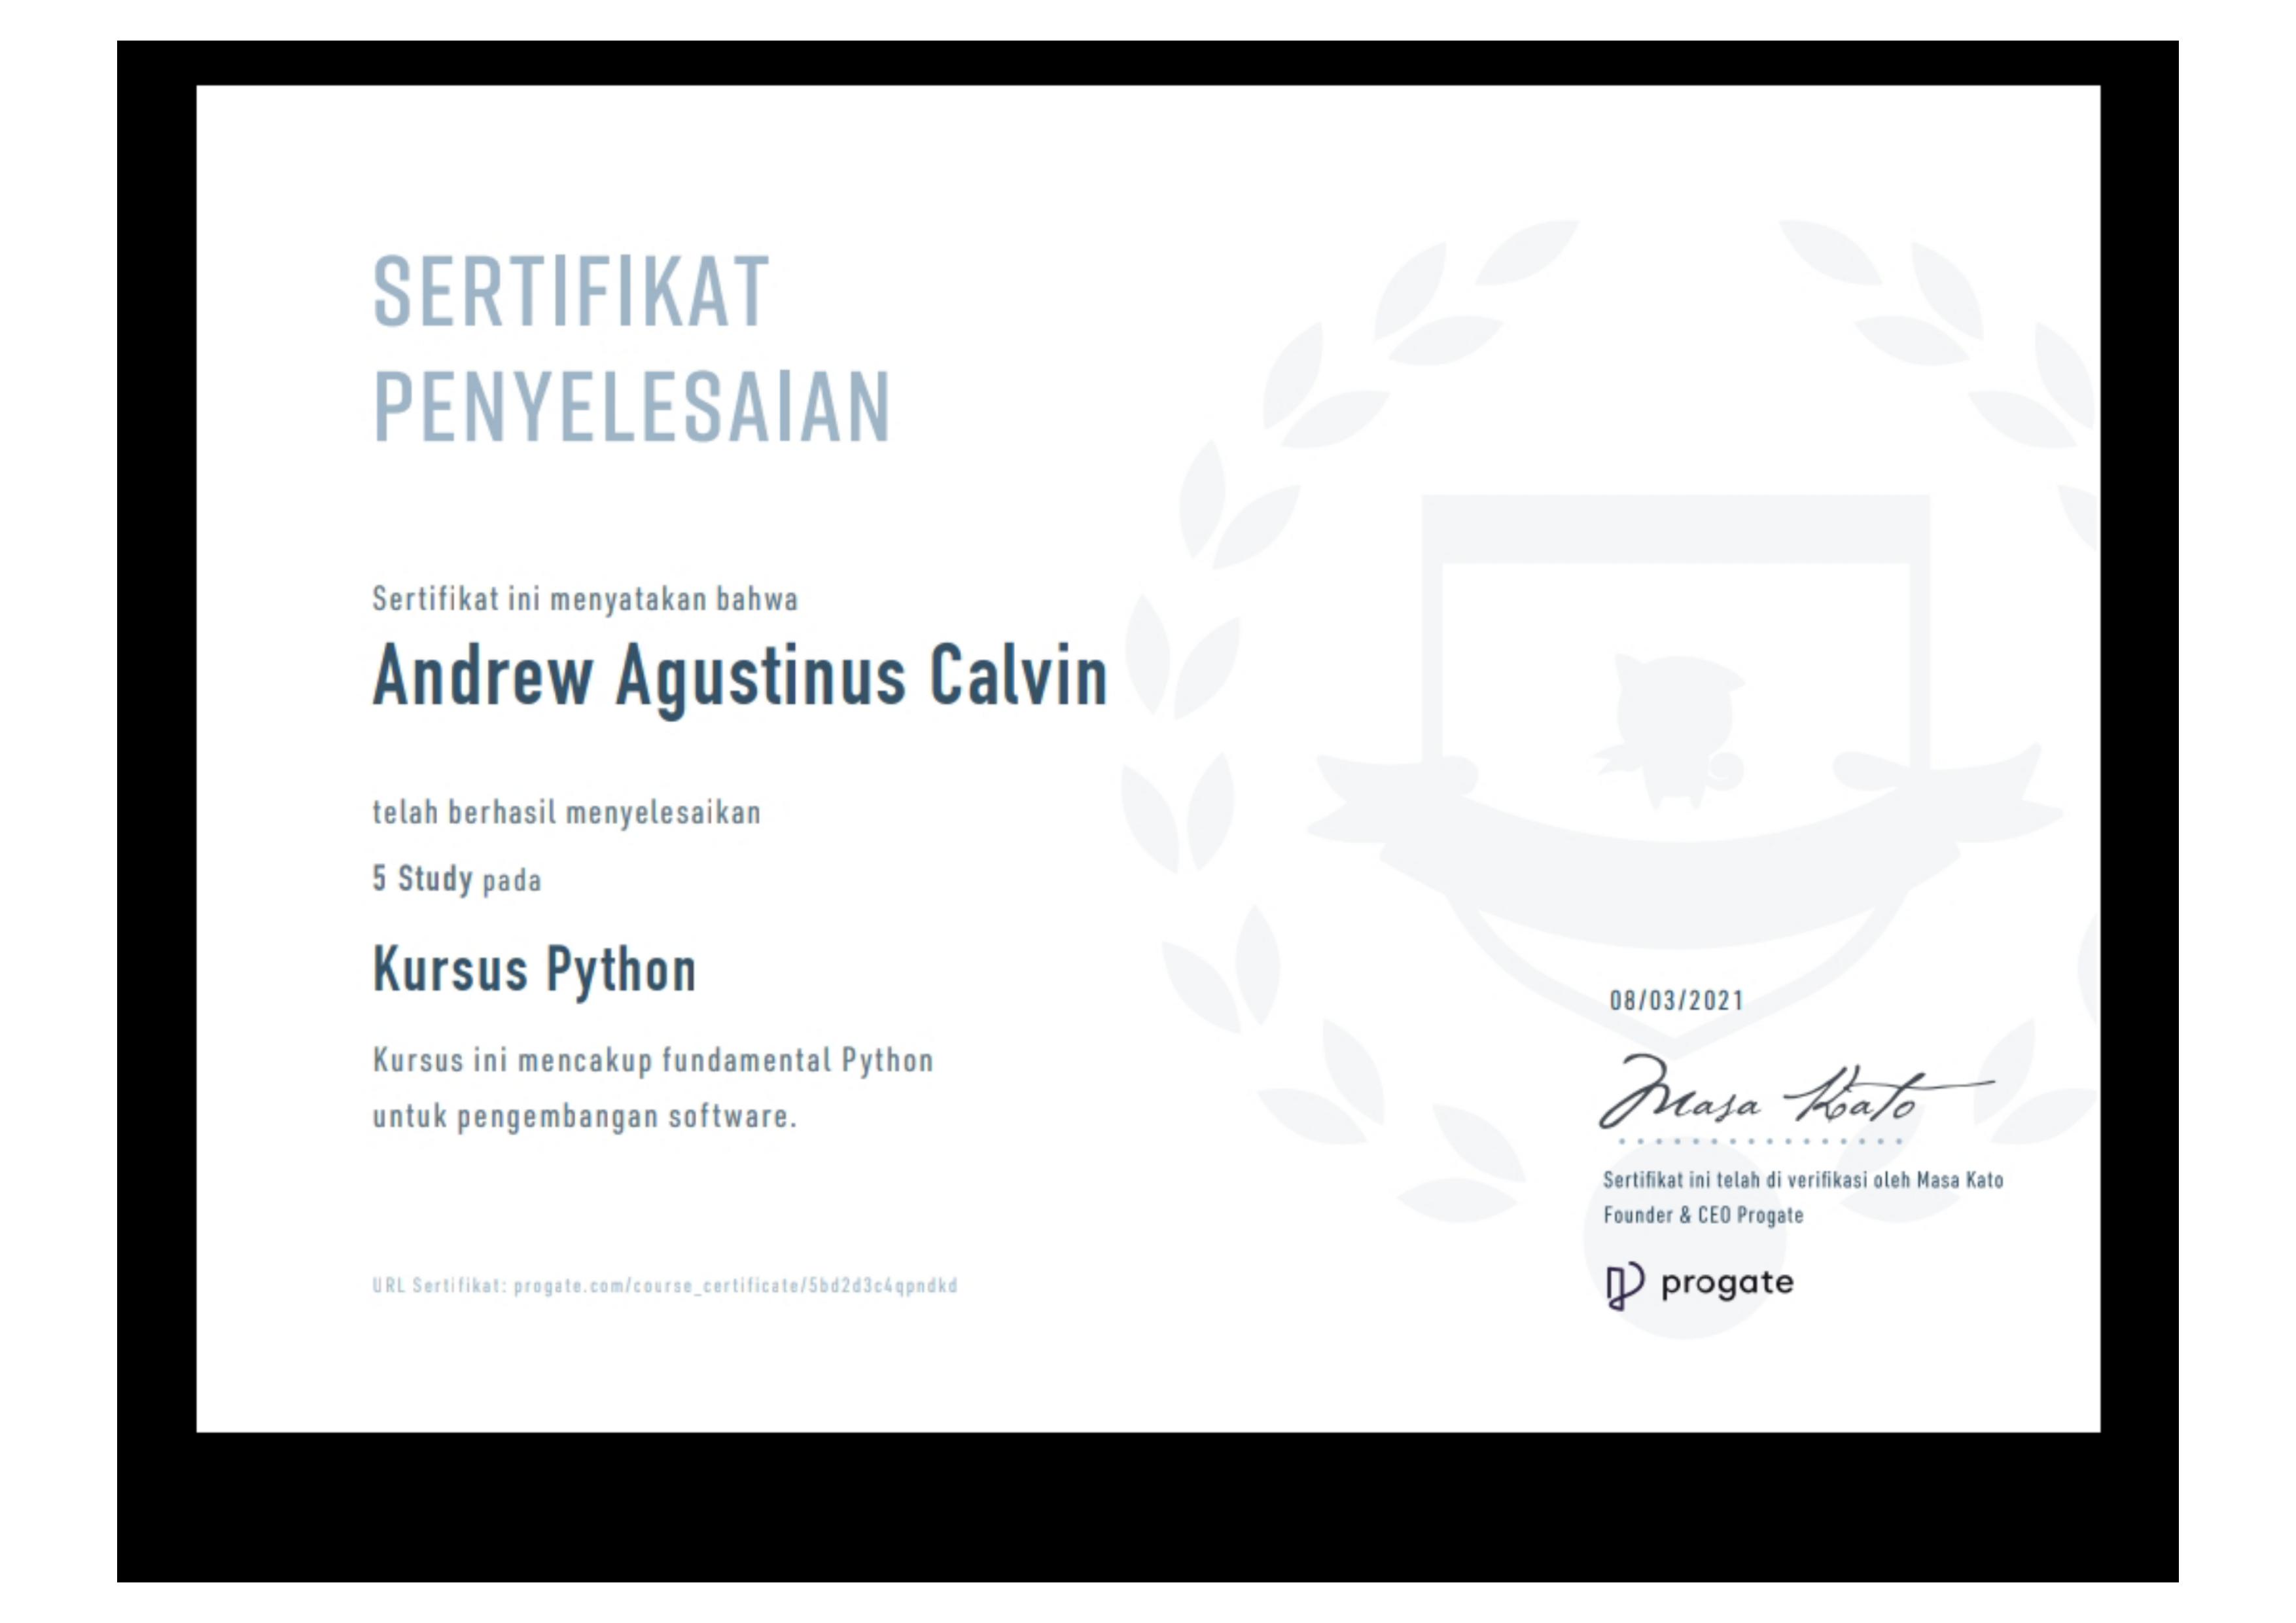 SERTIFIKAT
PENYELESAIAN
Sertifikat ini menyatakan bahwa
Andrew Agustinus Calvin
telah berhasil menyelesaikan
5 Study pada
Kursus Python
Kursus ini mencakup fundamental Python
untuk pengembangan software.
URL Sertifikat: progate.com/course_certificate/5bd2d3c4qpndkd
08/03/2021
Masa Kato
Sertifikat ini telah di verifikasi oleh Masa Kato
Founder & CEO Progate
progate